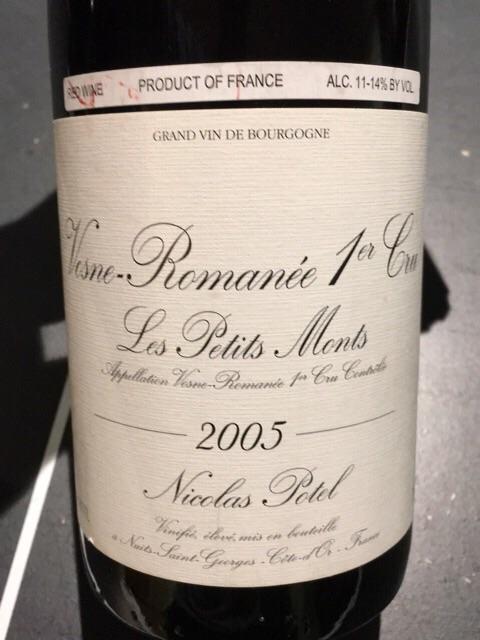 RED WINE PRODUCT OF FRANCE ALC. 11-14% BY VOL.
GRAND VIN DE BOURGOGNE
Vosne-Romanée 1er Cru
Les Petits Monts
Appellation Vosne-Romanée 1er Cru Contrôlée
2005
Nicolas Potel
Vinifié, élevé, mis en bouteille
à Nuits-Saint-Georges - Côte-d'Or - France